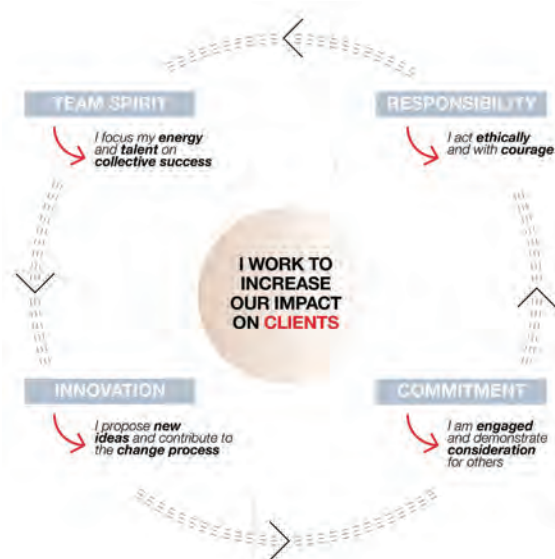 TEAM SPIRIT
I focus my energy
and talent on
collective success
RESPONSIBILITY
I act ethically
and with courage
I WORK TO
INCREASE
OUR IMPACT
ON CLIENTS
INNOVATION
I propose new
ideas and contribute to
the change process
COMMITMENT
I am engaged
and demonstrate
consideration
for others